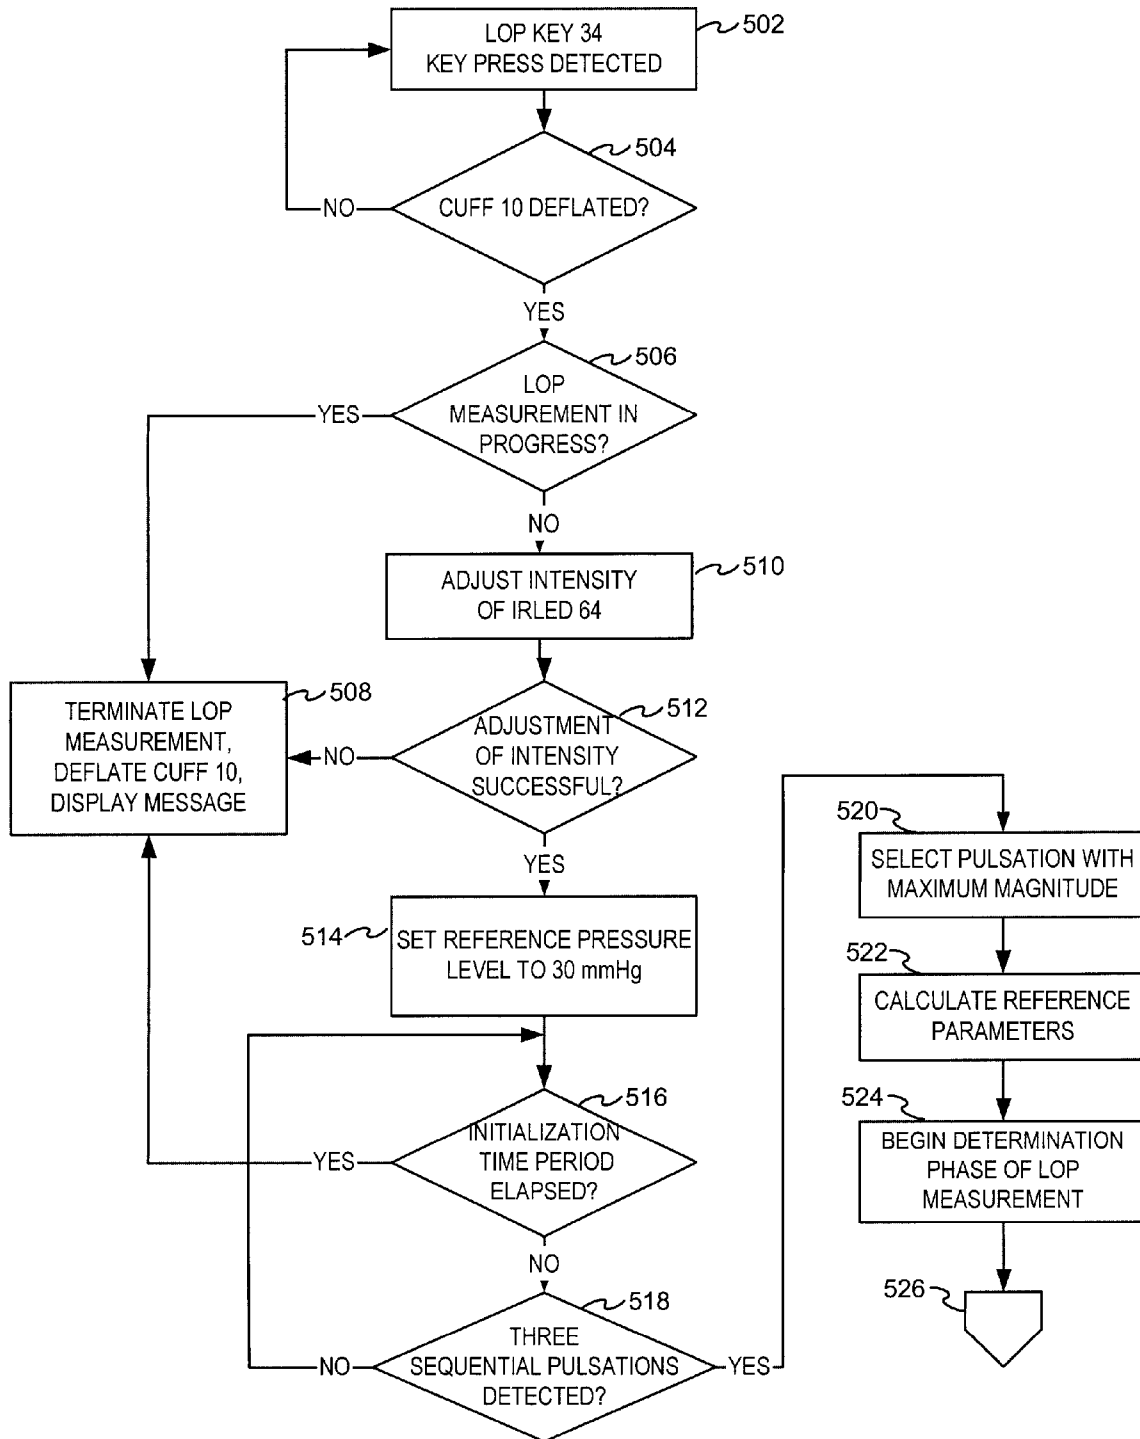 LOP KEY 34
KEY PRESS DETECTED
502
504
CUFF 10 DEFLATED?
NO
YES
506
LOP
MEASUREMENT IN
PROGRESS?
YES
NO
ADJUST INTENSITY
OF IRLED 64
510
508
TERMINATE LOP
MEASUREMENT,
DEFLATE CUFF 10,
DISPLAY MESSAGE
512
ADJUSTMENT
OF INTENSITY
SUCCESSFUL?
NO
YES
514
SET REFERENCE PRESSURE
LEVEL TO 30 mmHg
516
INITIALIZATION
TIME PERIOD
ELAPSED?
YES
NO
518
THREE
SEQUENTIAL PULSATIONS
DETECTED?
NO
YES
520
SELECT PULSATION WITH
MAXIMUM MAGNITUDE
522
CALCULATE REFERENCE
PARAMETERS
524
BEGIN DETERMINATION
PHASE OF LOP
MEASUREMENT
526